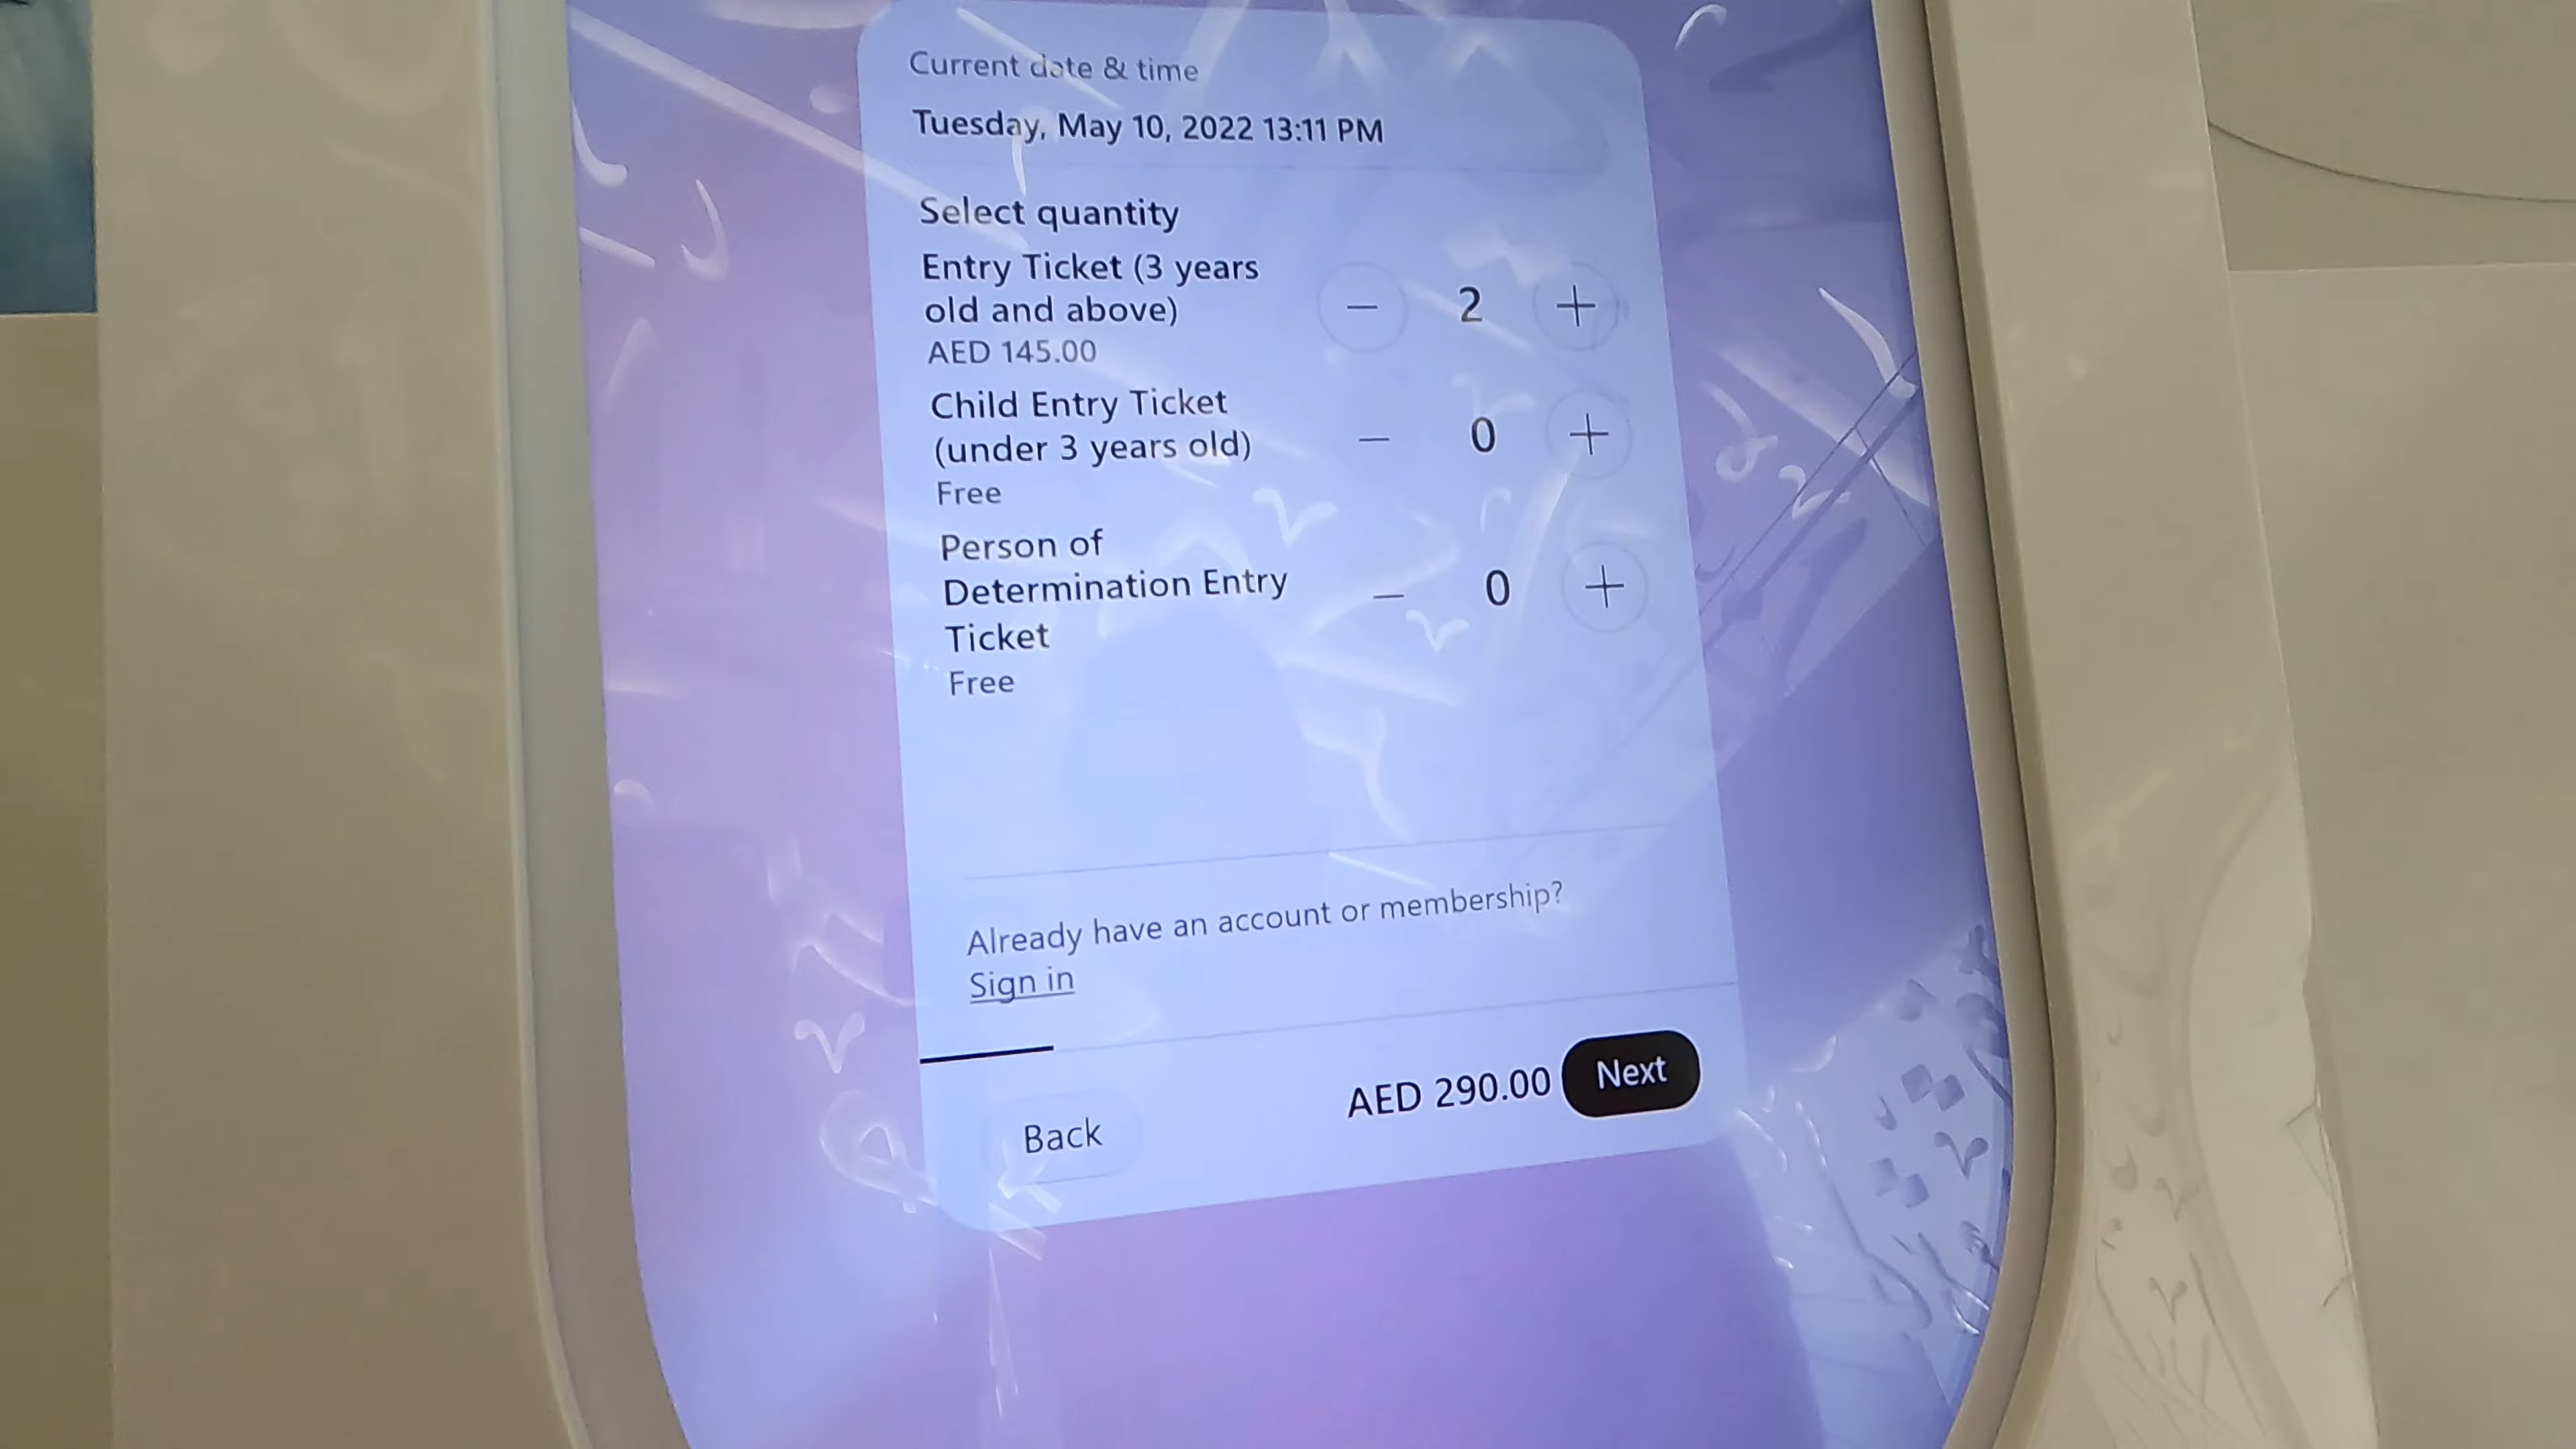 Current date & time
Tuesday, May 10, 2022 13:11 PM
Select quantity
Entry Ticket (3 years
old and above)
AED 145.00
− 2 +
Child Entry Ticket
(under 3 years old)
Free
− 0 +
Person of
Determination Entry
Ticket
Free
− 0 +
Already have an account or membership?
Sign in
Back
AED 290.00
Next